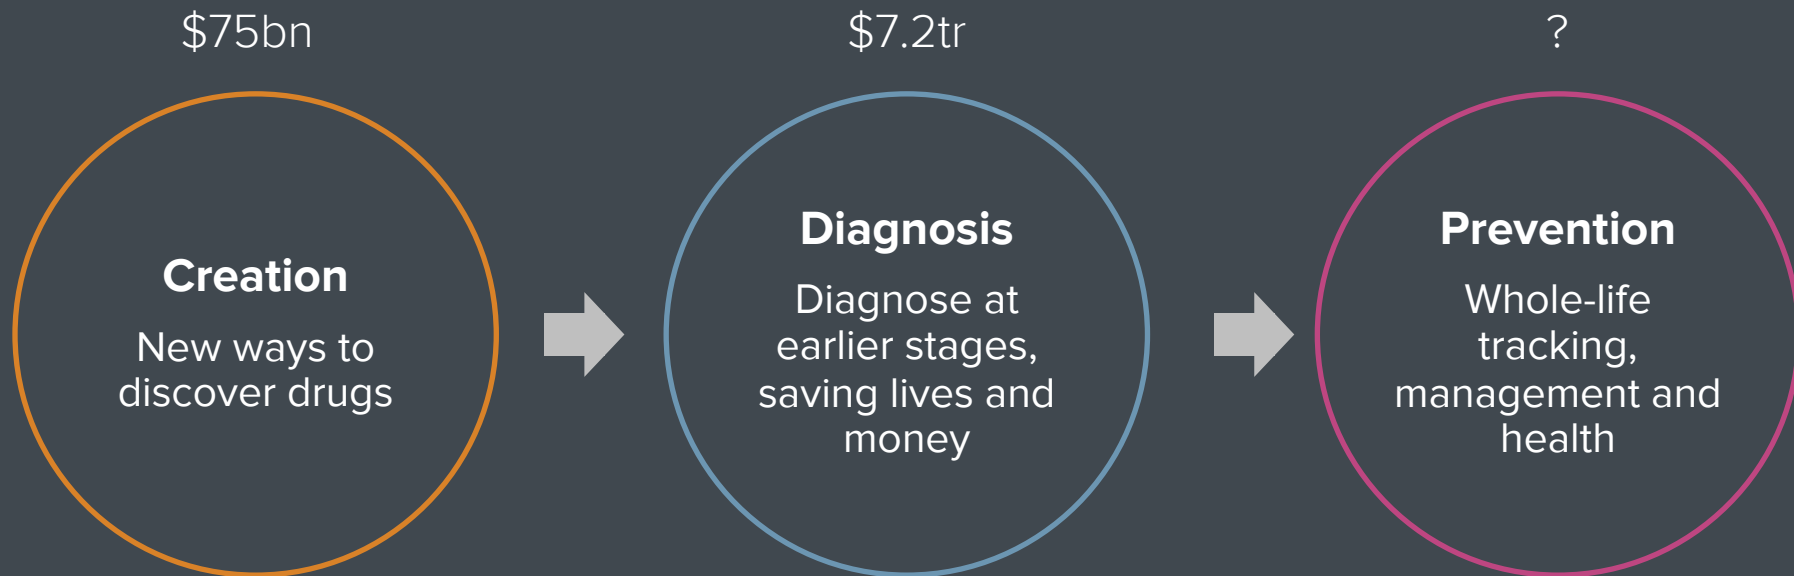 $75bn
$7.2tr
?
Creation
New ways to
discover drugs
Diagnosis
Diagnose at
earlier stages,
saving lives and
money
Prevention
Whole-life
tracking,
management and
health